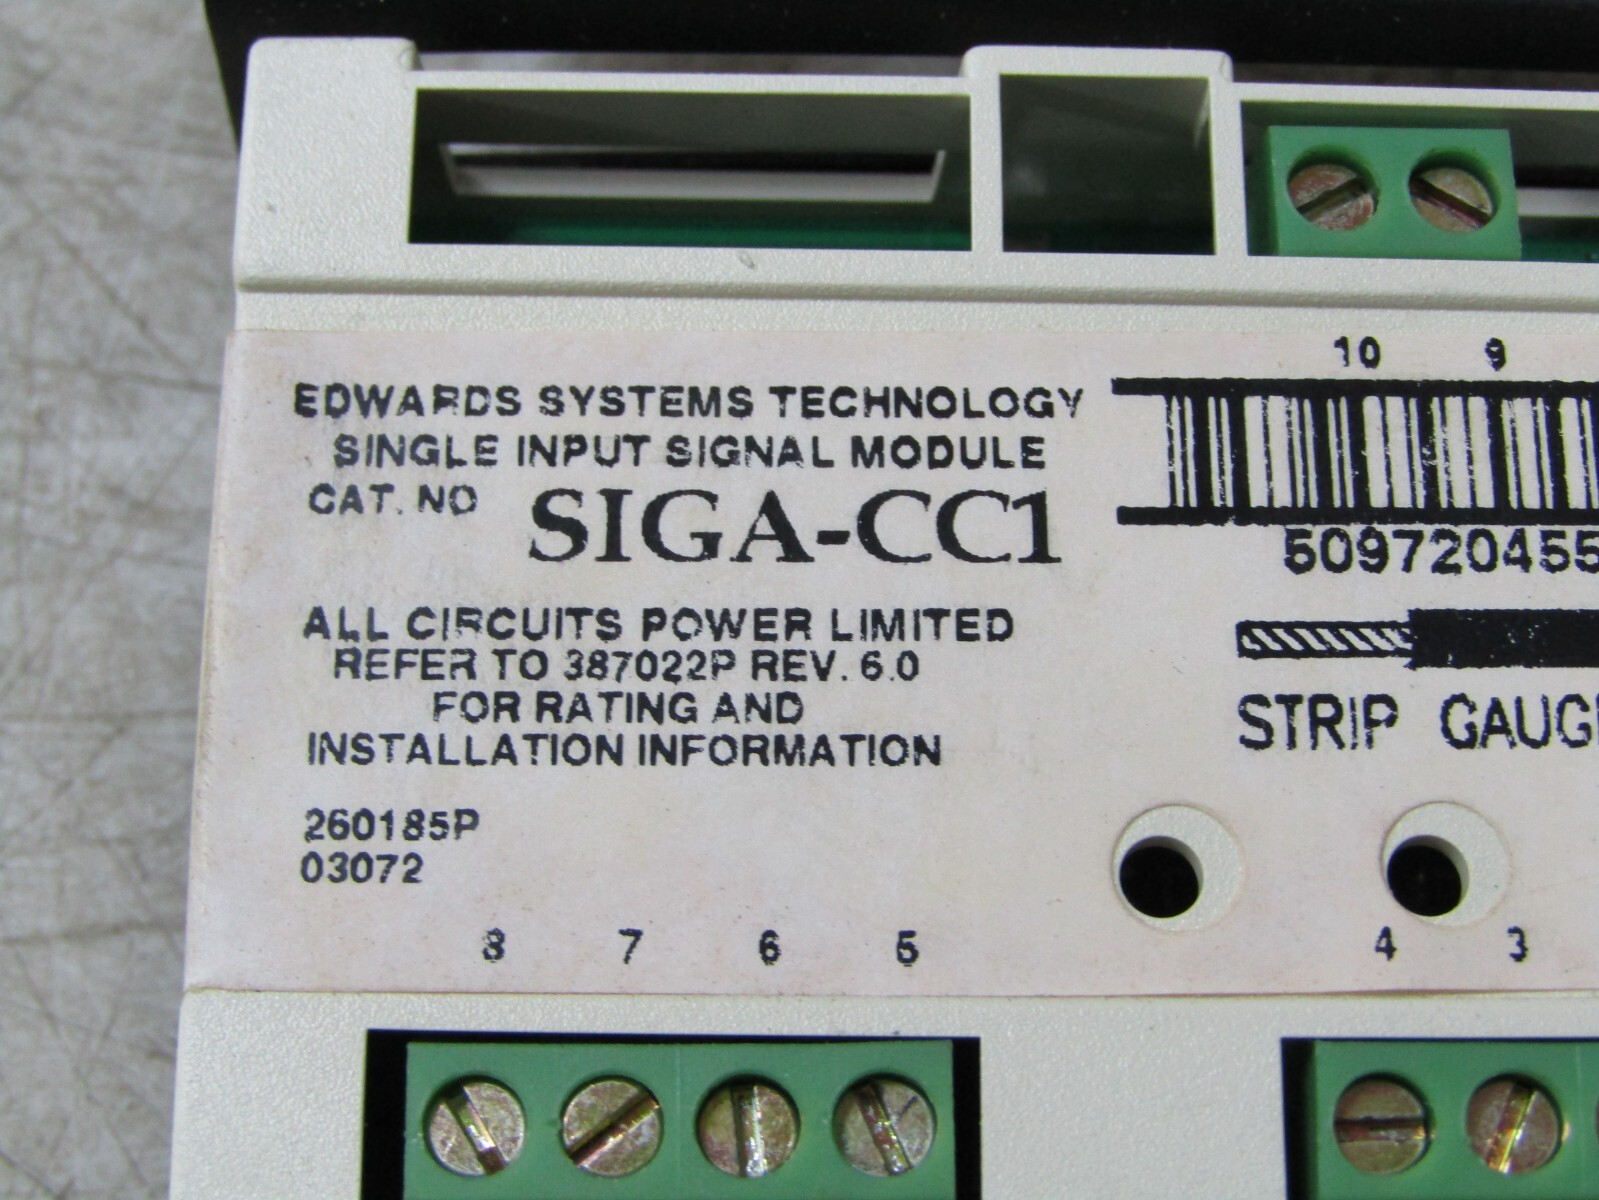 10 9
EDWARDS SYSTEMS TECHNOLOGY
SINGLE INPUT SIGNAL MODULE
CAT. NO SIGA-CC1
509720455
ALL CIRCUITS POWER LIMITED
REFER TO 387022P REV. 6.0
FOR RATING AND
INSTALLATION INFORMATION
STRIP GAUG
260185P
03072
8 7 6 5 4 3